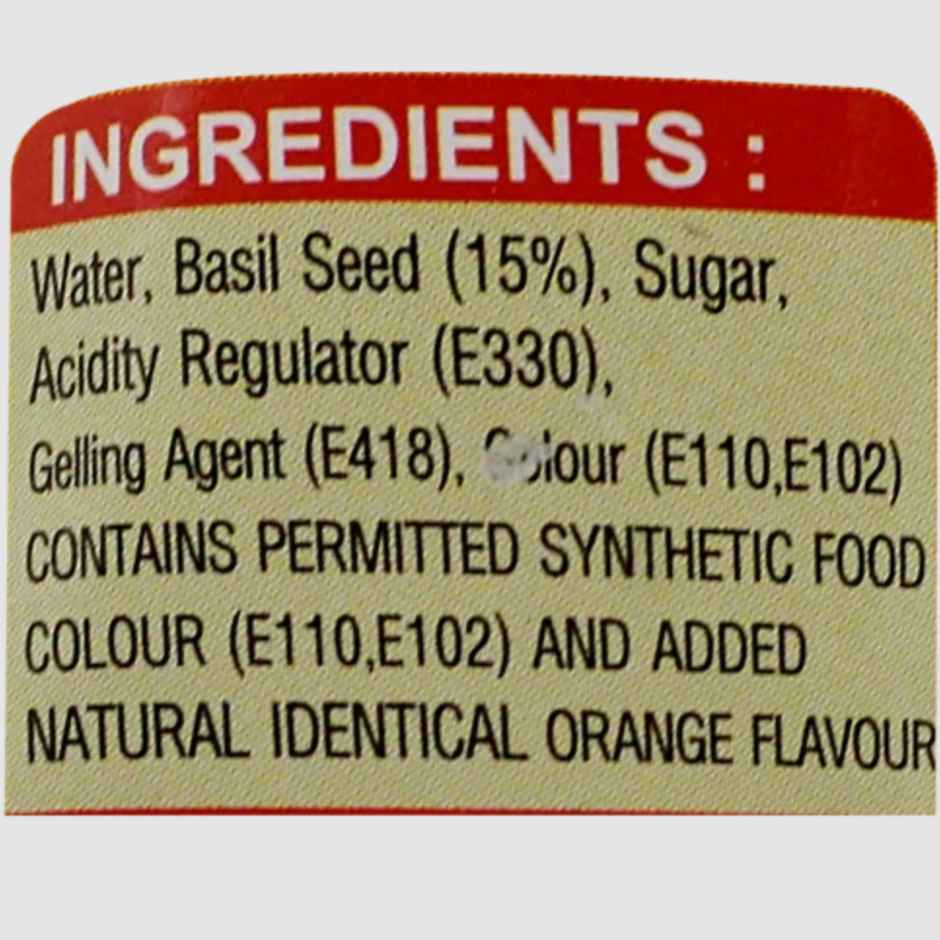 INGREDIENTS :
Water, Basil Seed (15%), Sugar,
Acidity Regulator (E330),
Gelling Agent (E418), Colour (E110,E102)
CONTAINS PERMITTED SYNTHETIC FOOD
COLOUR (E110,E102) AND ADDED
NATURAL IDENTICAL ORANGE FLAVOUR